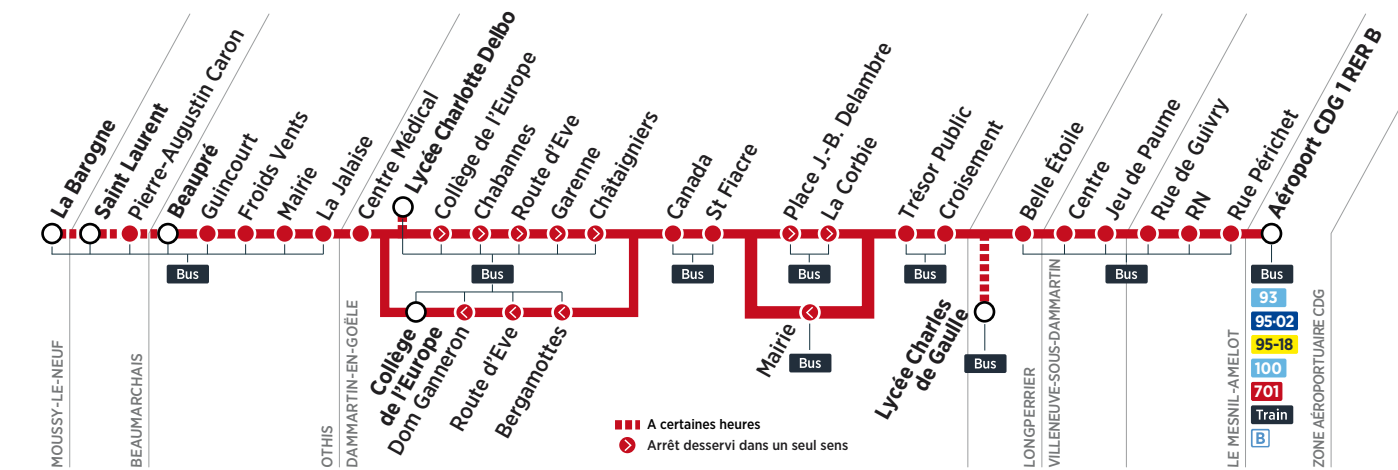 La Barogne
Saint Laurent
Pierre-Augustin Caron
Beaupré
Guincourt
Froids Vents
Mairie
La Jalaise
Centre Médical
Lycée Charlotte Delbo
Collège de l'Europe
Chabannes
Route d'Eve
Garenne
Châtaigniers
Canada
St Fiacre
Place J.-B. Delambre
La Corbie
Trésor Public
Croisement
Belle Étoile
Centre
Jeu de Paume
Rue de Guivry
RN
Rue Périchet
Aéroport CDG 1 RER B
Bus
Bus
Bus
Bus
Bus
Bus
Bus
93
95-02
95-18
100
701
Train
B
Collège
de l'Europe
Dom Ganneron
Route d'Eve
Bergamottes
Mairie
Bus
Lycée Charles
de Gaulle
Bus
MOUSSY-LE-NEUF
BEAUMARCHAIS
OTHIS
DAMMARTIN-EN-GOËLE
LONGPERRIER
VILLENEUVE-SOUS-DAMMARTIN
LE MESNIL-AMELOT
ZONE AÉROPORTUAIRE CDG
A certaines heures
Arrêt desservi dans un seul sens